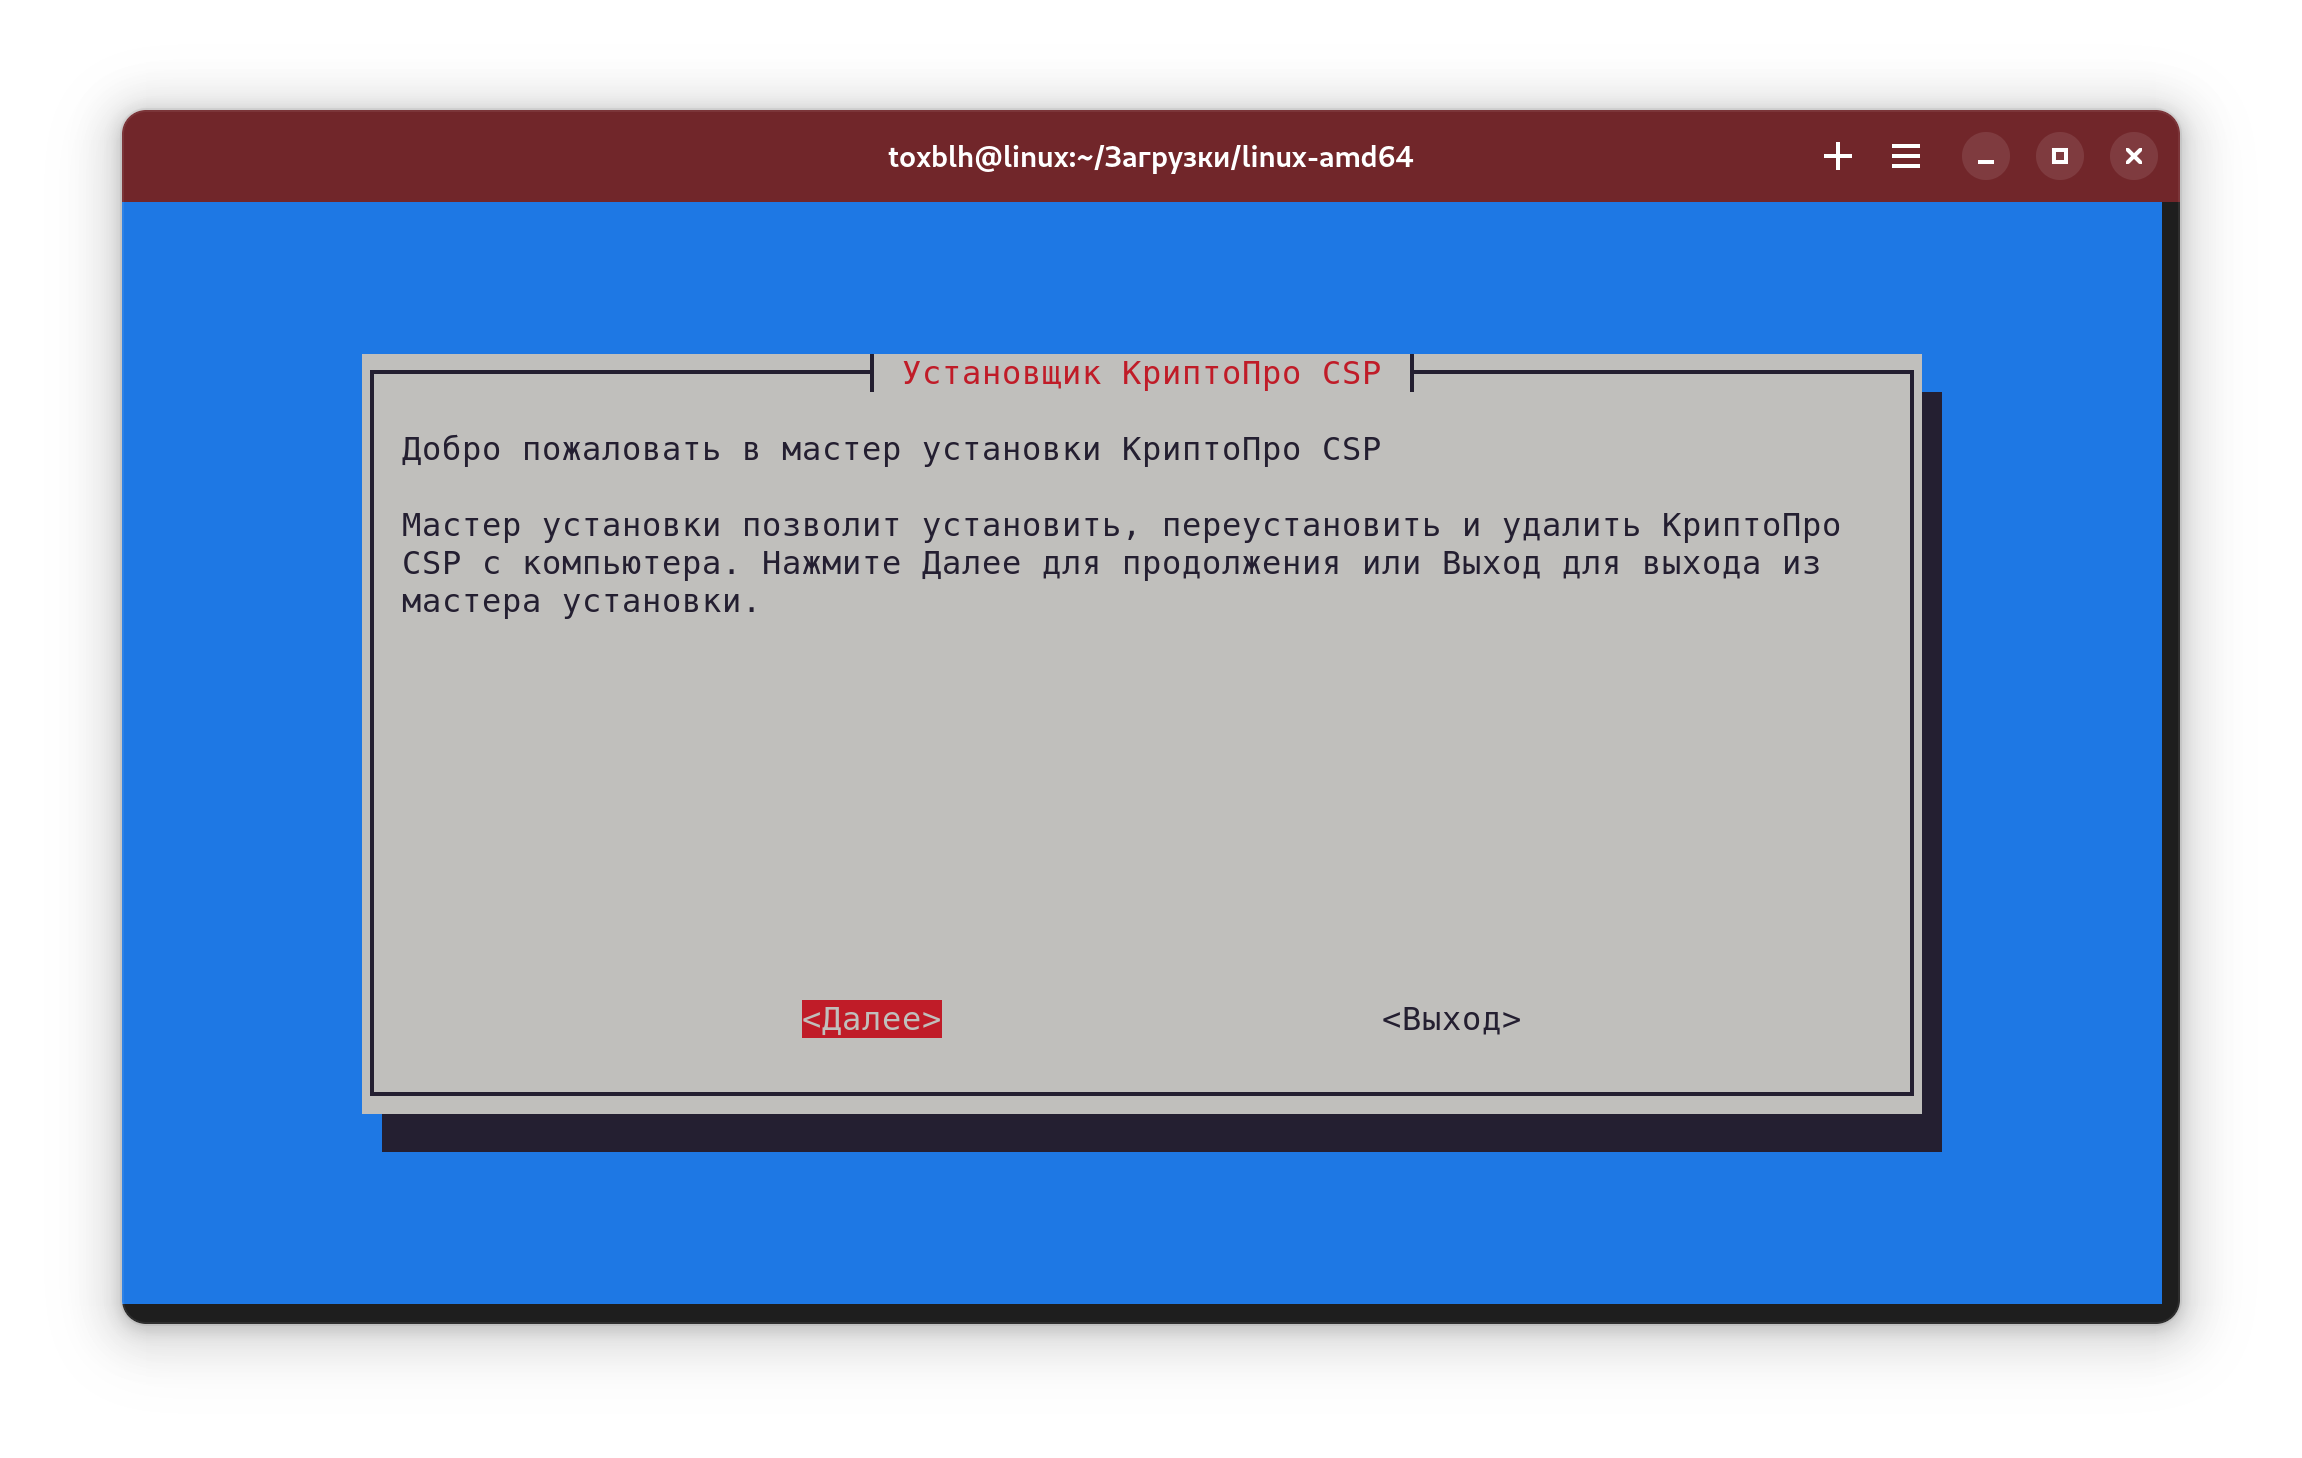 toxblh@linux:~/Загрузки/linux-amd64
Установщик КриптоПро CSP
Добро пожаловать в мастер установки КриптоПро CSP
Мастер установки позволит установить, переустановить и удалить КриптоПро
CSP с компьютера. Нажмите Далее для продолжения или Выход для выхода из
мастера установки.
<Далее> <Выход>